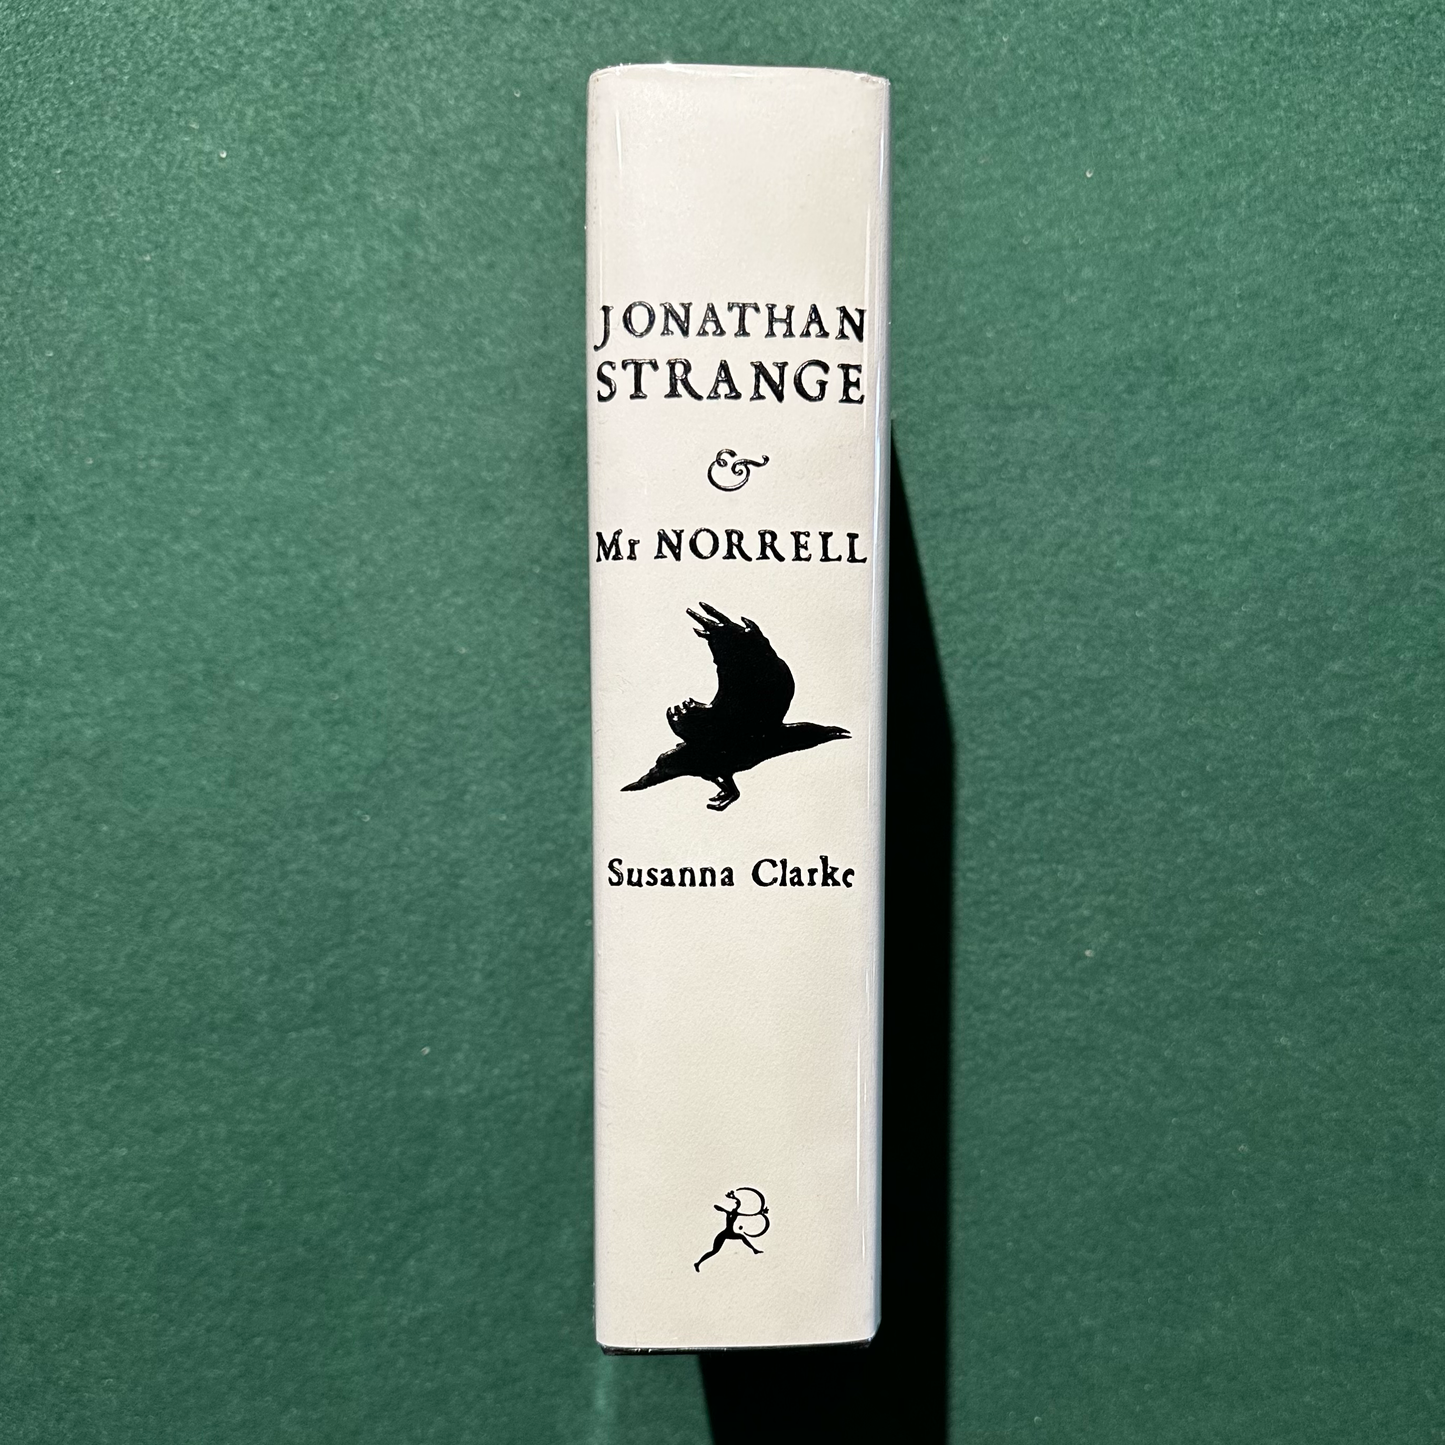 JONATHAN
STRANGE
&
Mr NORRELL
Susanna Clarke
B